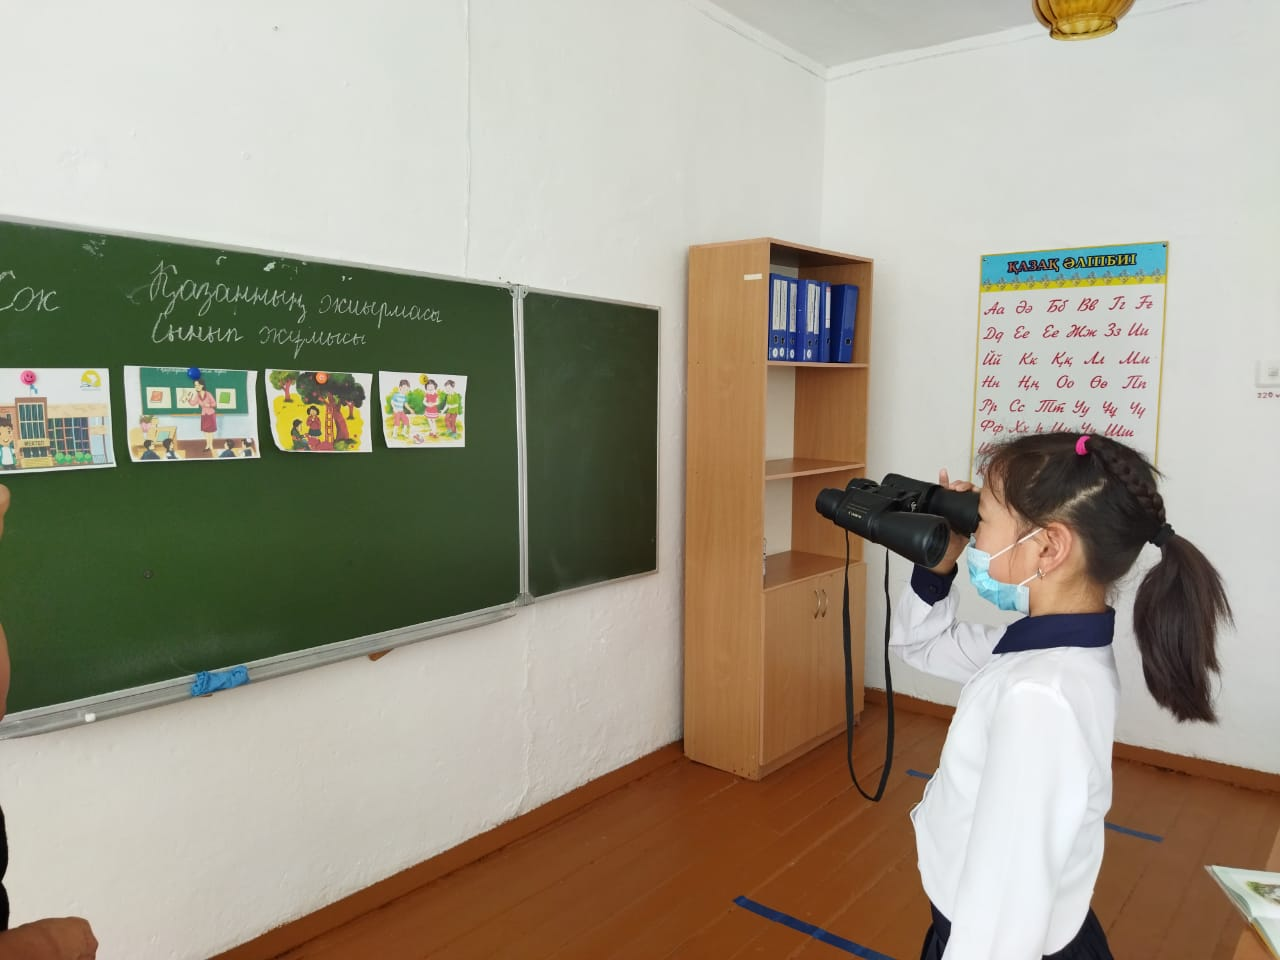 Қазанның жиырмасы
Сынып жұмысы
МЕКТЕП
ҚАЗАҚ ӘЛІПБИІ
Аа Әә Бб Вв Гг Ғғ
Дд Ее Ёё Жж Зз Ии
Йй Кк Ққ Лл Мм
Нн Ңң Оо Өө Пп
Рр Сс Тт Уу Ұұ Үү
Фф Хх Һһ Цц Чч Шш
220